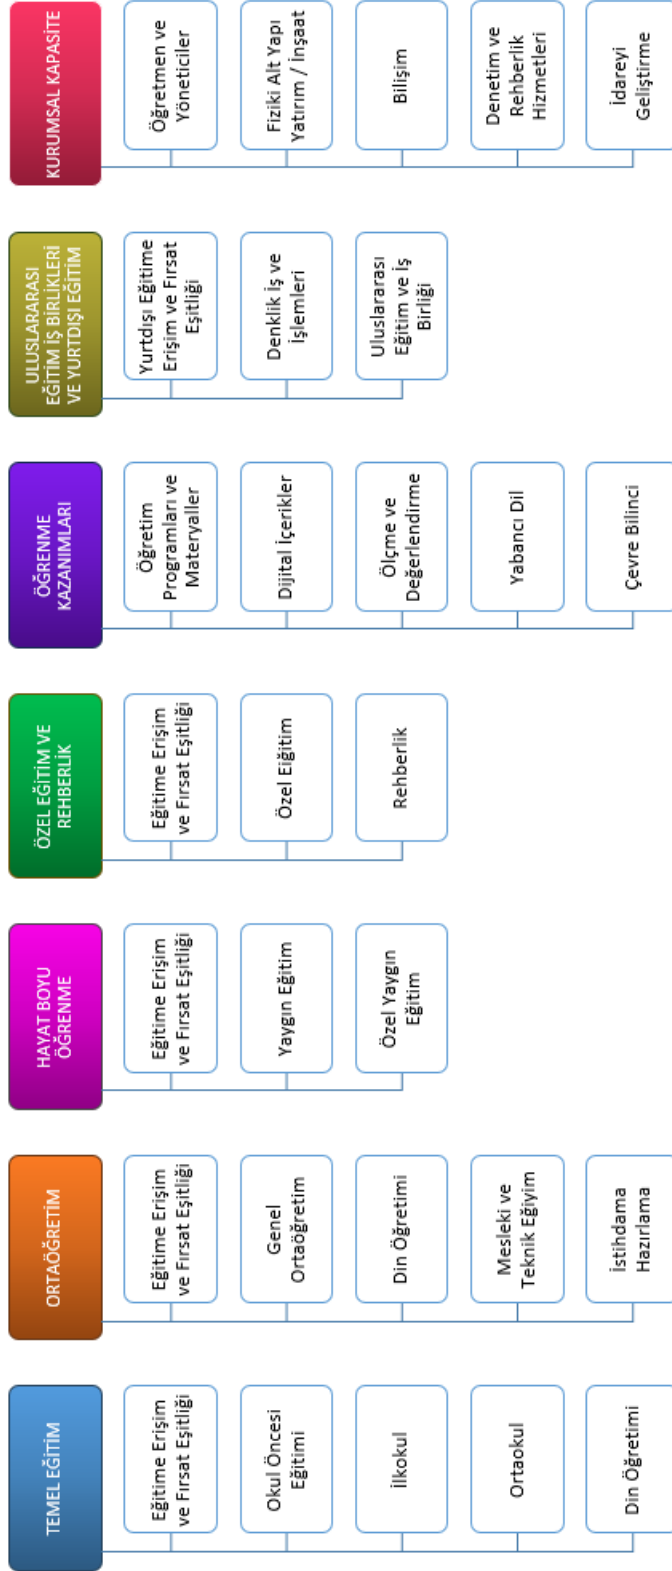 TEMEL EĞİTİM
Eğitime Erişim
ve Fırsat Eşitliği
Okul Öncesi
Eğitimi
İlkokul
Ortaokul
Din Öğretimi
ORTAÖĞRETİM
Eğitime Erişim
ve Fırsat Eşitliği
Genel
Ortaöğretim
Din Öğretimi
Mesleki ve
Teknik Eğiyim
İstihdama
Hazırlama
HAYAT BOYU
ÖĞRENME
Eğitime Erişim
ve Fırsat Eşitliği
Yaygın Eğitim
Özel Yaygın
Eğitim
ÖZEL EĞİTİM VE
REHBERLİK
Eğitime Erişim
ve Fırsat Eşitliği
Özel Eiğitim
Rehberlik
ÖĞRENME
KAZANIMLARI
Öğretim
Programları ve
Materyaller
Dijital İçerikler
Ölçme ve
Değerlendirme
Yabancı Dil
Çevre Bilinci
ULUSLARARASI
EĞİTİM İŞ BİRLİKLERİ
VE YURTDIŞI EĞİTİM
Yurtdışı Eğitime
Erişim ve Fırsat
Eşitliği
Denklik İş ve
İşlemleri
Uluslararası
Eğitim ve İş
Birliği
KURUMSAL KAPASİTE
Öğretmen ve
Yöneticiler
Fiziki Alt Yapı
Yatırım / İnşaat
Bilişim
Denetim ve
Rehberlik
Hizmetleri
İdareyi
Geliştirme